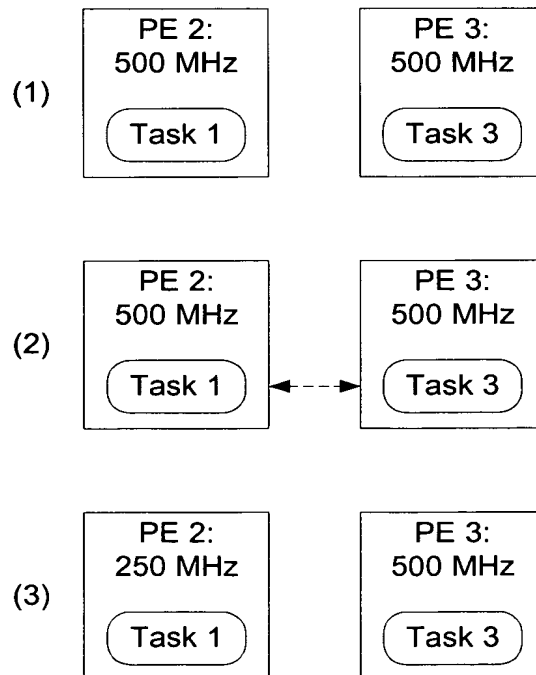 PE 2:
500 MHz
Task 1
PE 3:
500 MHz
Task 3
(1)
PE 2:
500 MHz
Task 1
PE 3:
500 MHz
Task 3
(2)
PE 2:
250 MHz
Task 1
PE 3:
500 MHz
Task 3
(3)